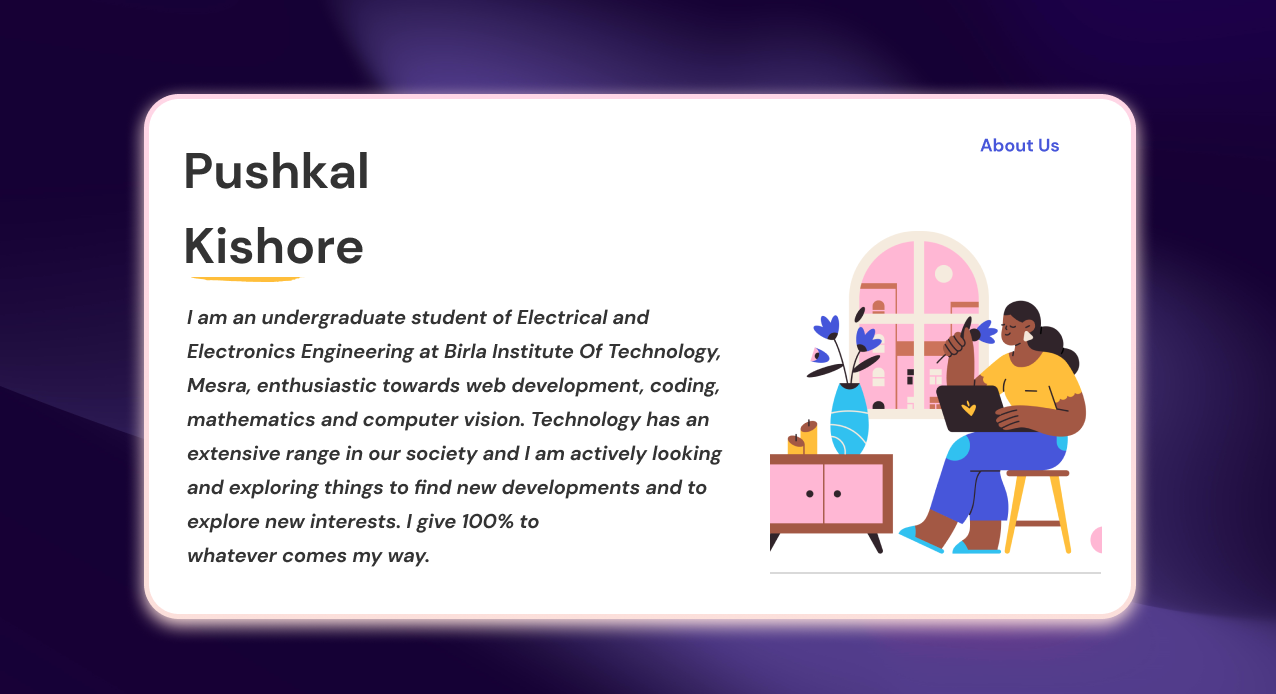 About Us
Pushkal
Kishore
I am an undergraduate student of Electrical and
Electronics Engineering at Birla Institute Of Technology,
Mesra, enthusiastic towards web development, coding,
mathematics and computer vision. Technology has an
extensive range in our society and I am actively looking
and exploring things to find new developments and to
explore new interests. I give 100% to
whatever comes my way.